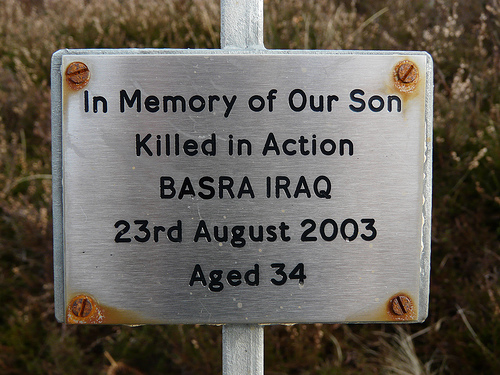 In Memory of Our Son
Killed in Action
BASRA IRAQ
23rd August 2003
Aged 34